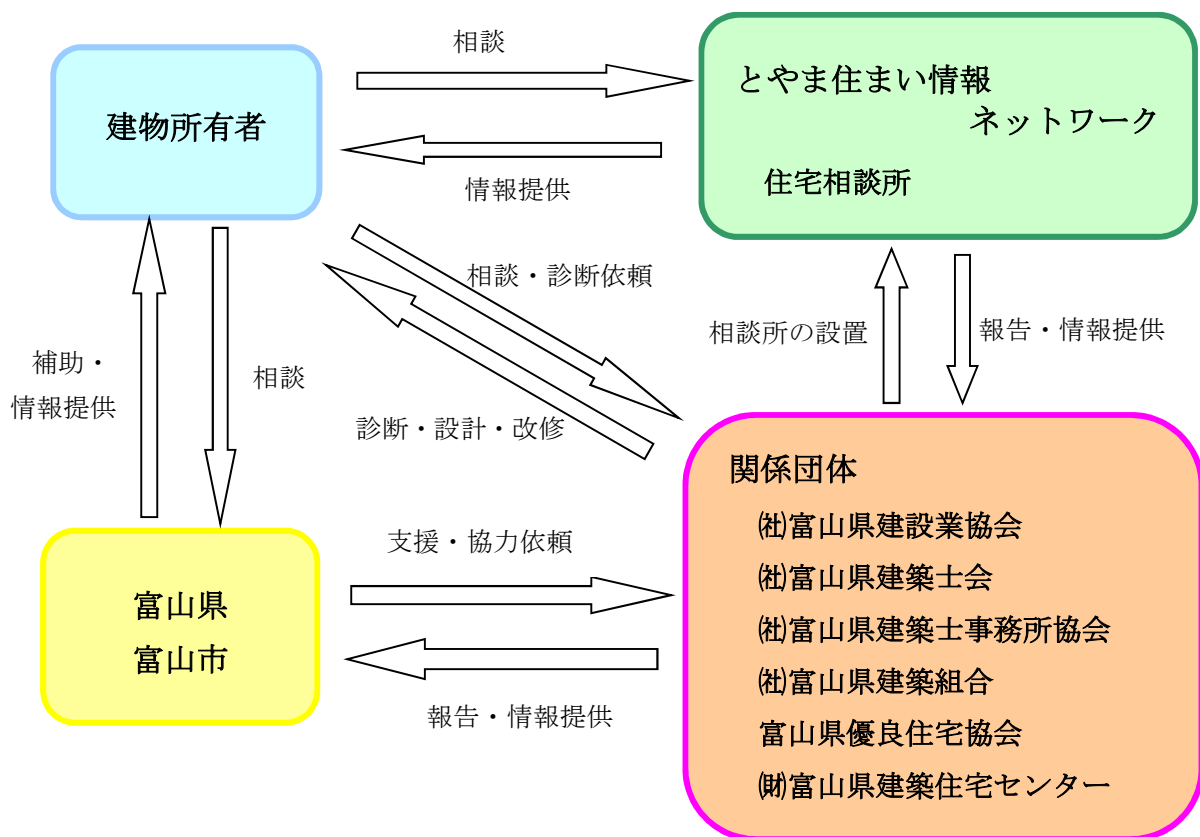 相談
建物所有者
とやま住まい情報
ネットワーク
住宅相談所
情報提供
相談・診断依頼
相談所の設置
報告・情報提供
補助・
情報提供
相談
診断・設計・改修
関係団体
㈳富山県建設業協会
㈳富山県建築士会
㈳富山県建築士事務所協会
㈳富山県建築組合
富山県優良住宅協会
㈶富山県建築住宅センター
支援・協力依頼
富山県
富山市
報告・情報提供